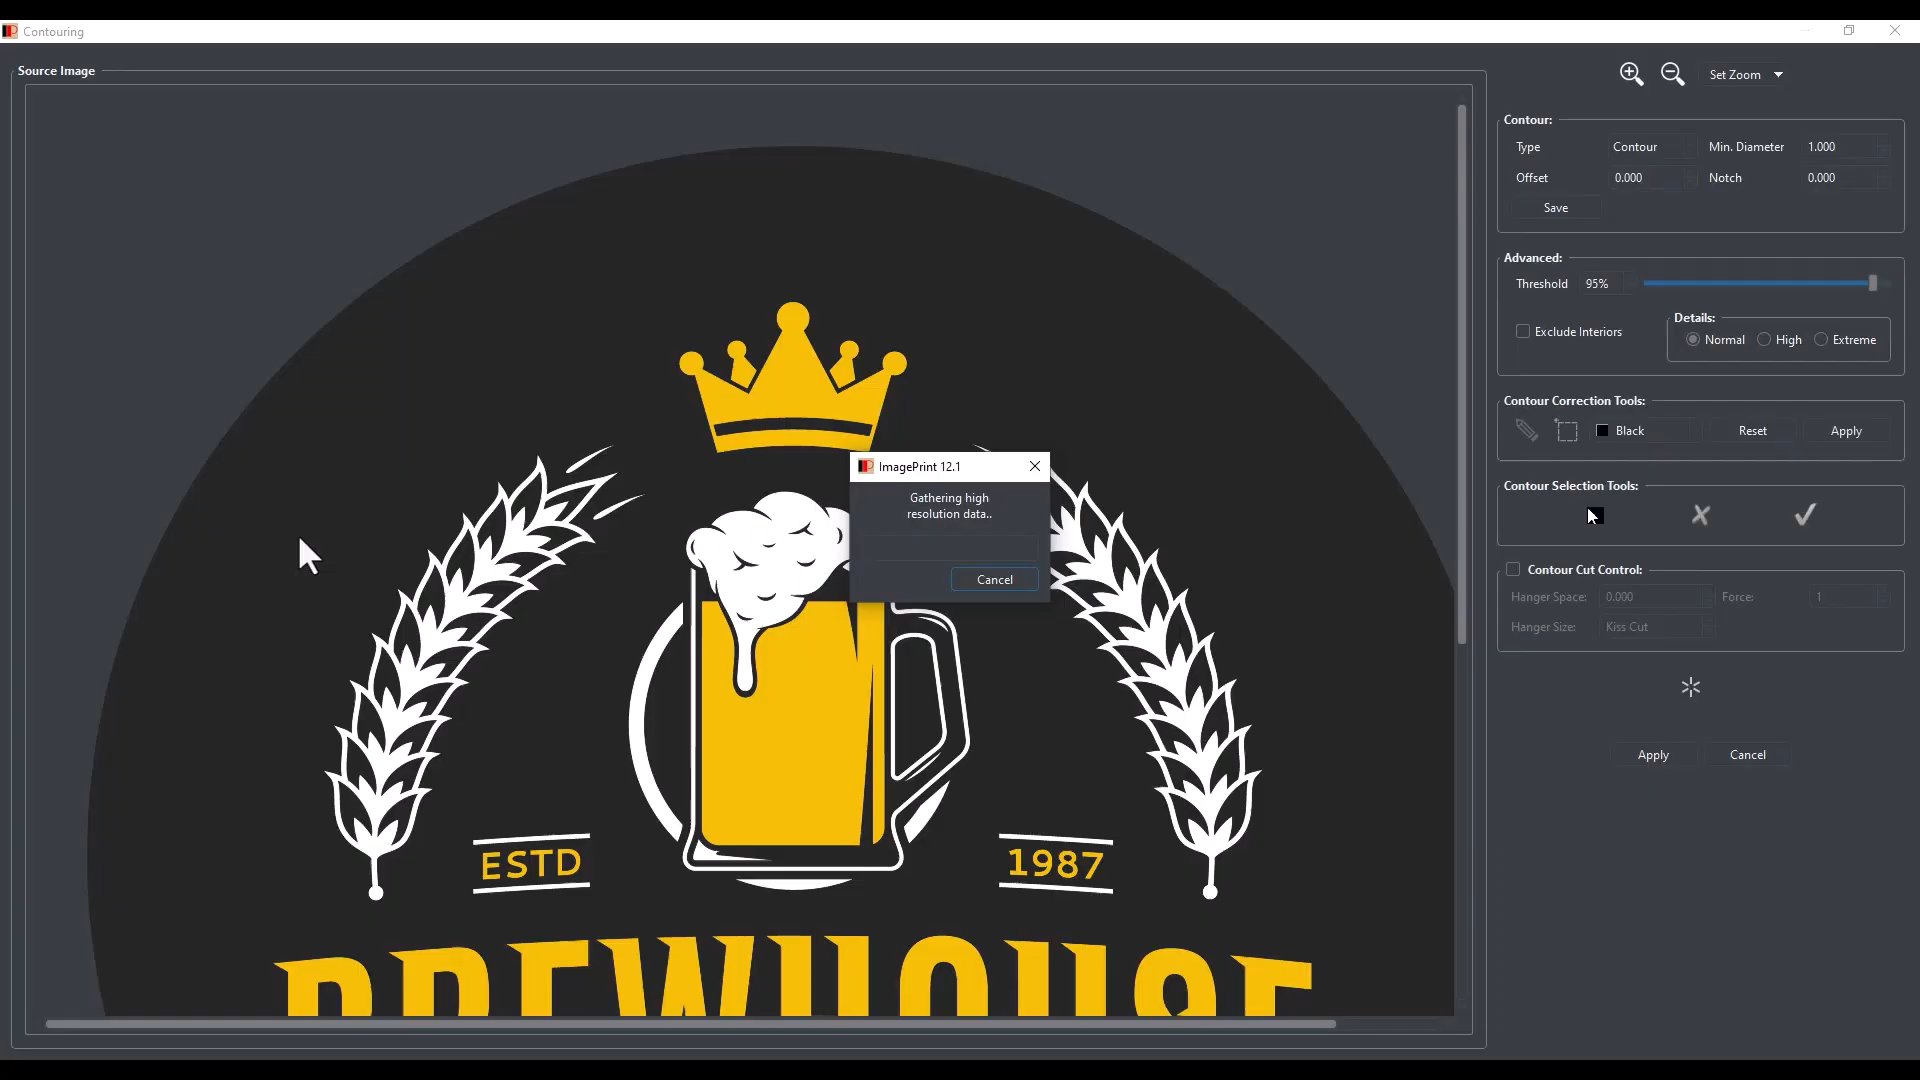 Contouring
Source Image
Set Zoom
Contour:
Type Contour Min. Diameter 1.000
Offset 0.000 Notch 0.000
Save
Advanced:
Threshold 95%
Exclude Interiors
Details:
Normal High Extreme
Contour Correction Tools:
Black Reset Apply
Contour Selection Tools:
Contour Cut Control:
Hanger Space: 0.000 Force: 1
Hanger Size: Kiss Cut
Apply Cancel
ImagePrint 12.1
Gathering high
resolution data..
Cancel
ESTD 1987
BREWHOUSE